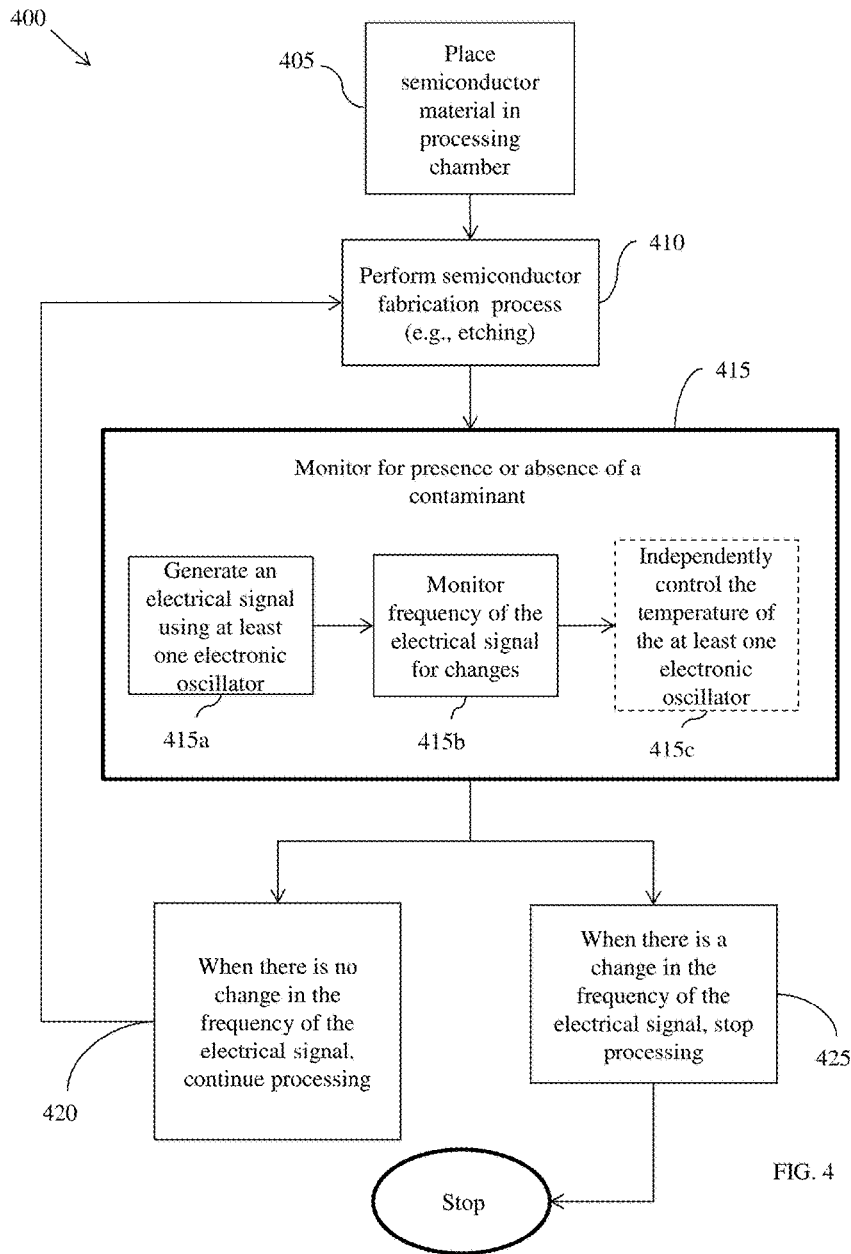 400
405
Place
semiconductor
material in
processing
chamber
410
Perform semiconductor
fabrication process
(e.g., etching)
415
Monitor for presence or absence of a
contaminant
Generate an
electrical signal
using at least
one electronic
oscillator
415a
Monitor
frequency of the
electrical signal
for changes
415b
Independently
control the
temperature of
the at least one
electronic
oscillator
415c
When there is no
change in the
frequency of the
electrical signal,
continue processing
420
When there is a
change in the
frequency of the
electrical signal, stop
processing
425
Stop
FIG. 4